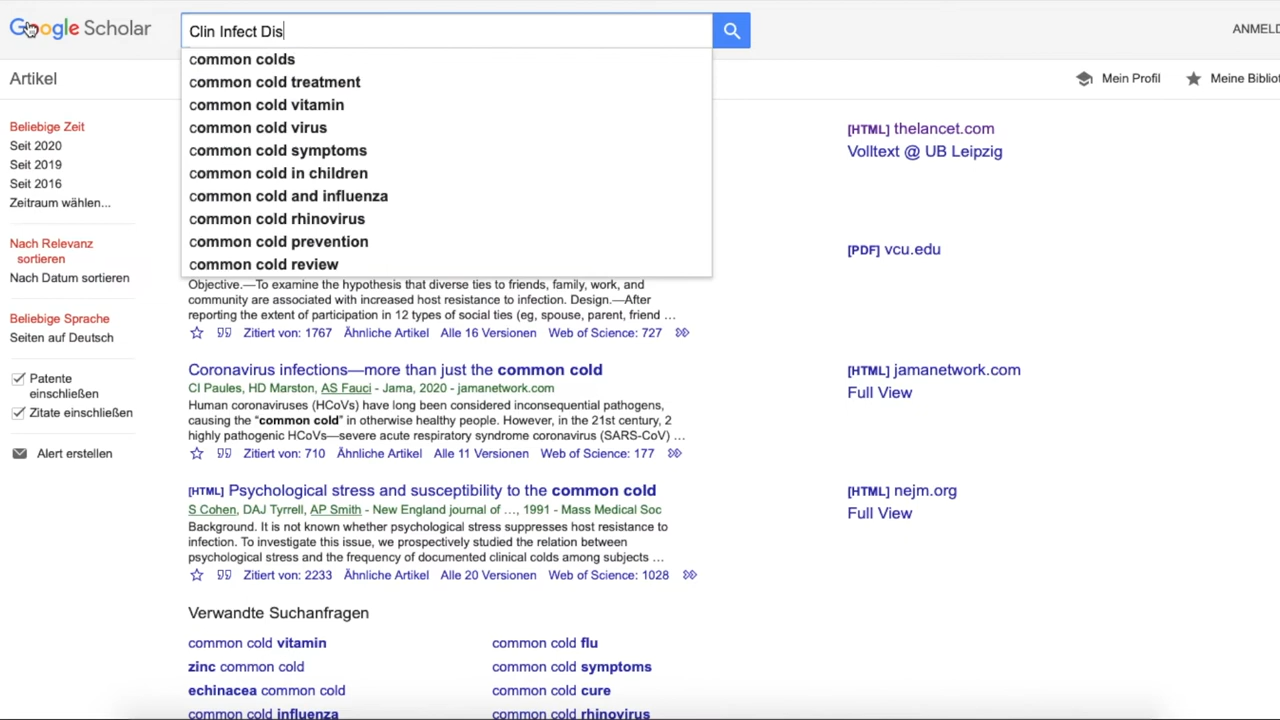 Google Scholar
Clin Infect Dis
ANMELD
Artikel
Mein Profil
Meine Bibliot
common colds
common cold treatment
common cold vitamin
common cold virus
common cold symptoms
common cold in children
common cold and influenza
common cold rhinovirus
common cold prevention
common cold review
Beliebige Zeit
Seit 2020
Seit 2019
Seit 2016
Zeitraum wählen...
Nach Relevanz
sortieren
Nach Datum sortieren
Beliebige Sprache
Seiten auf Deutsch
Patente
einschließen
Zitate einschließen
Alert erstellen
[HTML] thelancet.com
Volltext @ UB Leipzig
[PDF] vcu.edu
Objective.—To examine the hypothesis that diverse ties to friends, family, work, and
community are associated with increased host resistance to infection. Design.—After
reporting the extent of participation in 12 types of social ties (eg, spouse, parent, friend …
Zitiert von: 1767 Ähnliche Artikel Alle 16 Versionen Web of Science: 727
Coronavirus infections—more than just the common cold
CI Paules, HD Marston, AS Fauci - Jama, 2020 - jamanetwork.com
Human coronaviruses (HCoVs) have long been considered inconsequential pathogens,
causing the “common cold” in otherwise healthy people. However, in the 21st century, 2
highly pathogenic HCoVs—severe acute respiratory syndrome coronavirus (SARS-CoV) …
Zitiert von: 710 Ähnliche Artikel Alle 11 Versionen Web of Science: 177
[HTML] jamanetwork.com
Full View
[HTML] Psychological stress and susceptibility to the common cold
S Cohen, DAJ Tyrrell, AP Smith - New England journal of …, 1991 - Mass Medical Soc
Background. It is not known whether psychological stress suppresses host resistance to
infection. To investigate this issue, we prospectively studied the relation between
psychological stress and the frequency of documented clinical colds among subjects …
Zitiert von: 2233 Ähnliche Artikel Alle 20 Versionen Web of Science: 1028
[HTML] nejm.org
Full View
Verwandte Suchanfragen
common cold vitamin
common cold flu
zinc common cold
common cold symptoms
echinacea common cold
common cold cure
common cold influenza
common cold rhinovirus